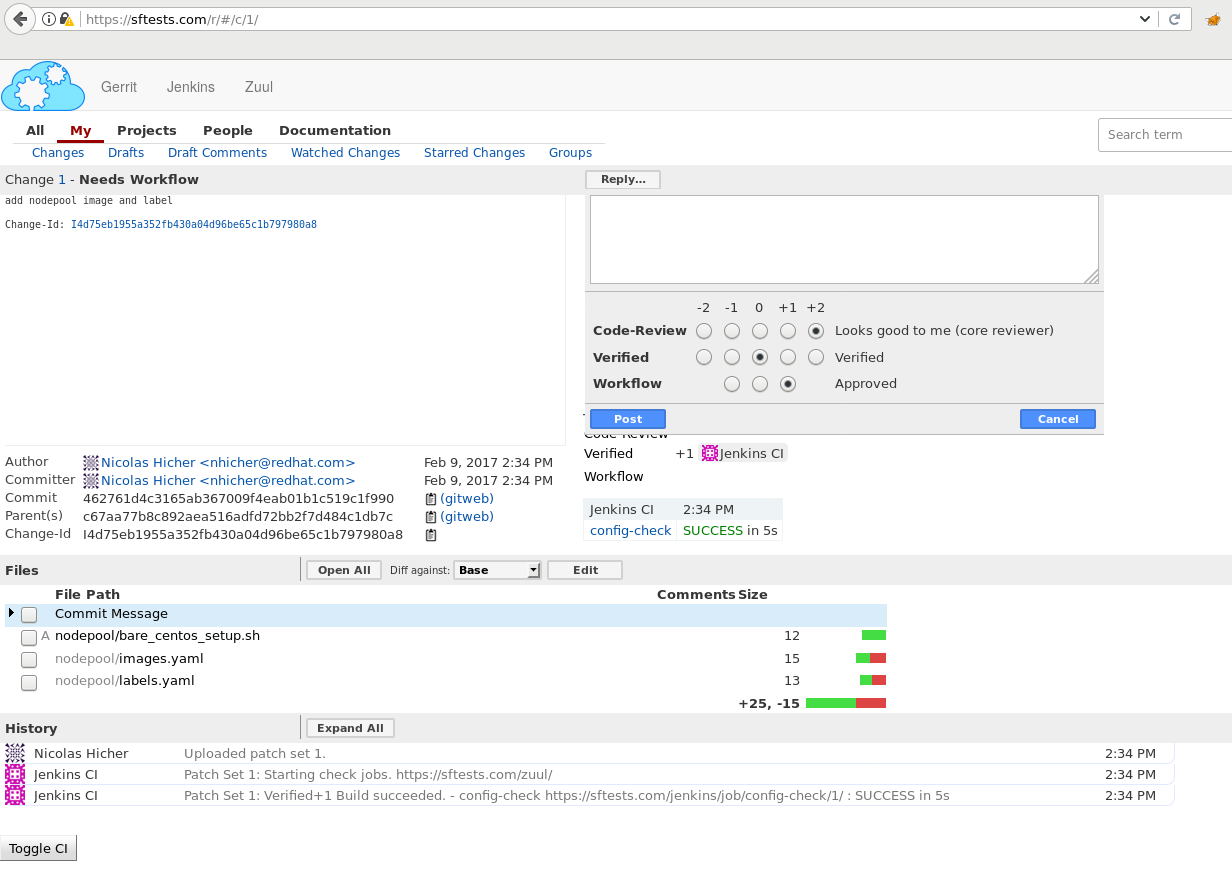 https://sftests.com/r/#/c/1/
Gerrit Jenkins Zuul
All My Projects People Documentation
Search term
Changes Drafts Draft Comments Watched Changes Starred Changes Groups
Change 1 - Needs Workflow
Reply...
add nodepool image and label
Change-Id: I4d75eb1955a352fb430a04d96be65c1b797980a8
-2 -1 0 +1 +2
Code-Review Looks good to me (core reviewer)
Verified Verified
Workflow Approved
Post Cancel
Code-Review
Verified +1 Jenkins CI
Workflow
Author Nicolas Hicher <nhicher@redhat.com> Feb 9, 2017 2:34 PM
Committer Nicolas Hicher <nhicher@redhat.com> Feb 9, 2017 2:34 PM
Commit 462761d4c3165ab367009f4eab01b1c519c1f990 (gitweb)
Parent(s) c67aa77b8c892aea516adfd72bb2f7d484c1db7c (gitweb)
Change-Id I4d75eb1955a352fb430a04d96be65c1b797980a8
Jenkins CI 2:34 PM
config-check SUCCESS in 5s
Files Open All Diff against: Base Edit
File Path Comments Size
Commit Message
A nodepool/bare_centos_setup.sh 12
nodepool/images.yaml 15
nodepool/labels.yaml 13
+25, -15
History Expand All
Nicolas Hicher Uploaded patch set 1. 2:34 PM
Jenkins CI Patch Set 1: Starting check jobs. https://sftests.com/zuul/ 2:34 PM
Jenkins CI Patch Set 1: Verified+1 Build succeeded. - config-check https://sftests.com/jenkins/job/config-check/1/ : SUCCESS in 5s 2:34 PM
Toggle CI